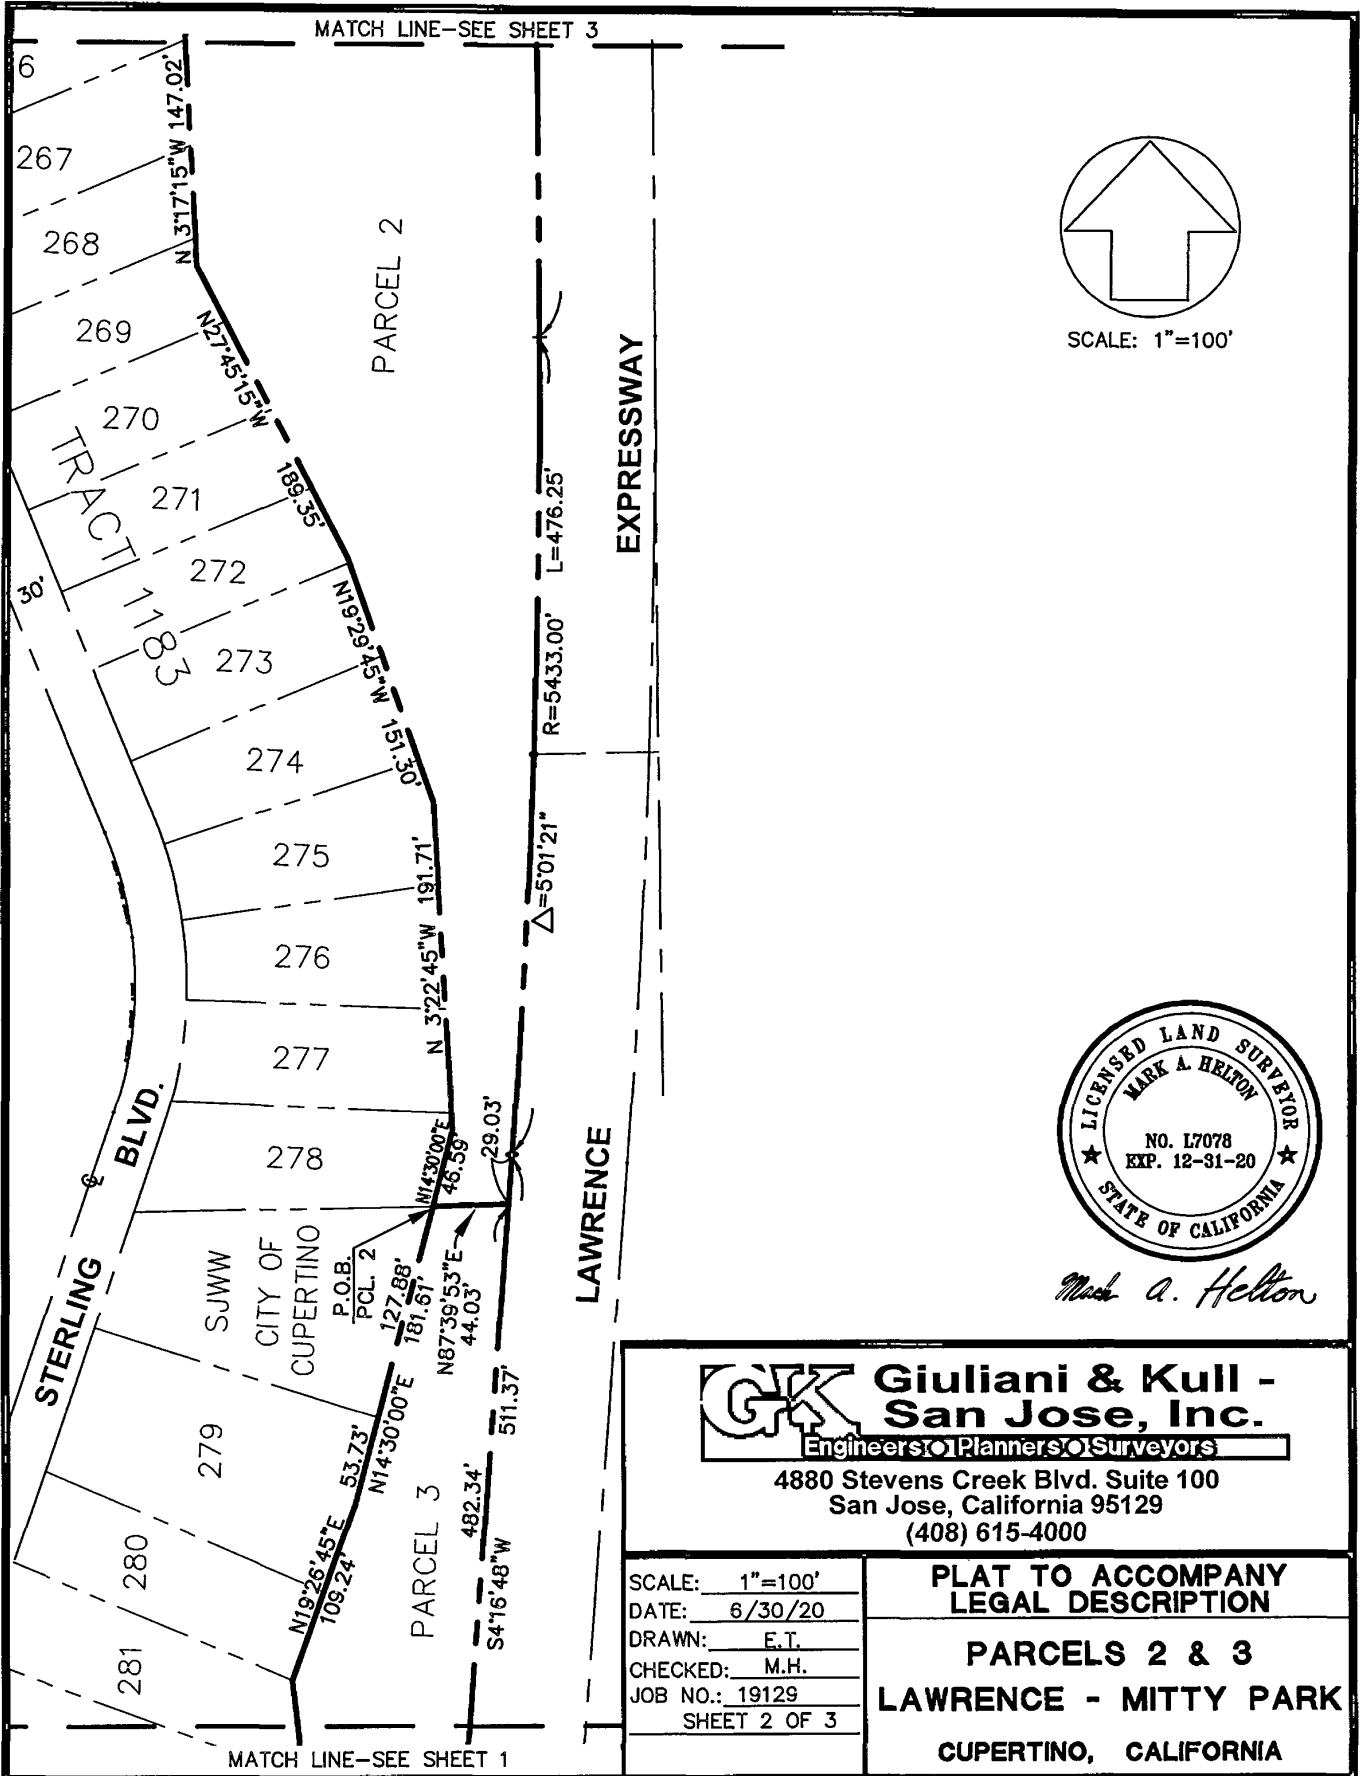 MATCH LINE-SEE SHEET 3
6
267
268
269
270
271
272
273
274
275
276
277
278
279
280
281
TRACT 1183
30'
N 3°17'15"W 147.02'
N27°45'15"W 189.35'
N19°29'45"W 151.30'
N 3°22'45"W 191.71'
N14°30'00"E
46.59'
29.03'
PARCEL 2
L=476.25'
R=5433.00'
△=5°01'21"
LAWRENCE EXPRESSWAY
SCALE: 1"=100'
STERLING BLVD.
℄
SJWW
CITY OF
CUPERTINO
P.O.B.
PCL. 2
127.88'
181.61'
N87°39'53"E
44.03'
53.73'
N14°30'00"E
N19°26'45"E
109.24'
PARCEL 3
482.34'
511.37'
S4°16'48"W
MATCH LINE-SEE SHEET 1
LICENSED LAND SURVEYOR
MARK A. HELTON
NO. L7078
EXP. 12-31-20
STATE OF CALIFORNIA
Mark A. Helton
GK
Giuliani & Kull -
San Jose, Inc.
Engineers Planners Surveyors
4880 Stevens Creek Blvd. Suite 100
San Jose, California 95129
(408) 615-4000
SCALE: 1"=100'
DATE: 6/30/20
DRAWN: E.T.
CHECKED: M.H.
JOB NO.: 19129
SHEET 2 OF 3
PLAT TO ACCOMPANY
LEGAL DESCRIPTION
PARCELS 2 & 3
LAWRENCE - MITTY PARK
CUPERTINO, CALIFORNIA